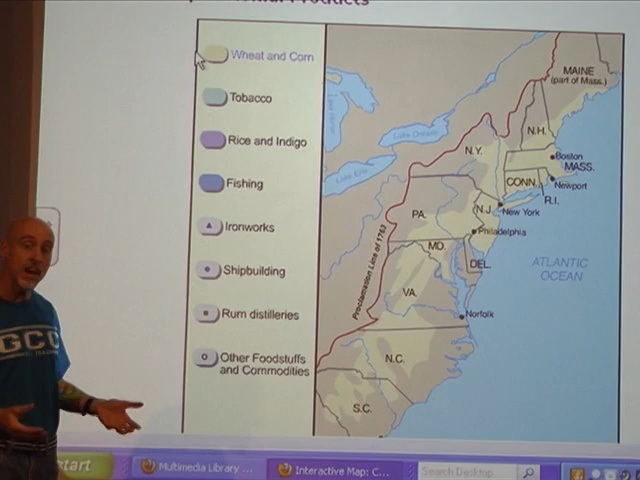 Products
Wheat and Corn
Tobacco
Rice and Indigo
Fishing
Ironworks
Shipbuilding
Rum distilleries
Other Foodstuffs
and Commodities
MAINE
(part of Mass.)
Lake Ontario
Lake Erie
N.H.
N.Y.
Boston
MASS.
CONN.
Newport
R.I.
New York
PA.
N.J.
Philadelphia
MD.
DEL.
Proclamation Line of 1763
VA.
ATLANTIC
OCEAN
Norfolk
N.C.
S.C.
GCC
start
Multimedia Library ...
Interactive Map: C...
Search Desktop